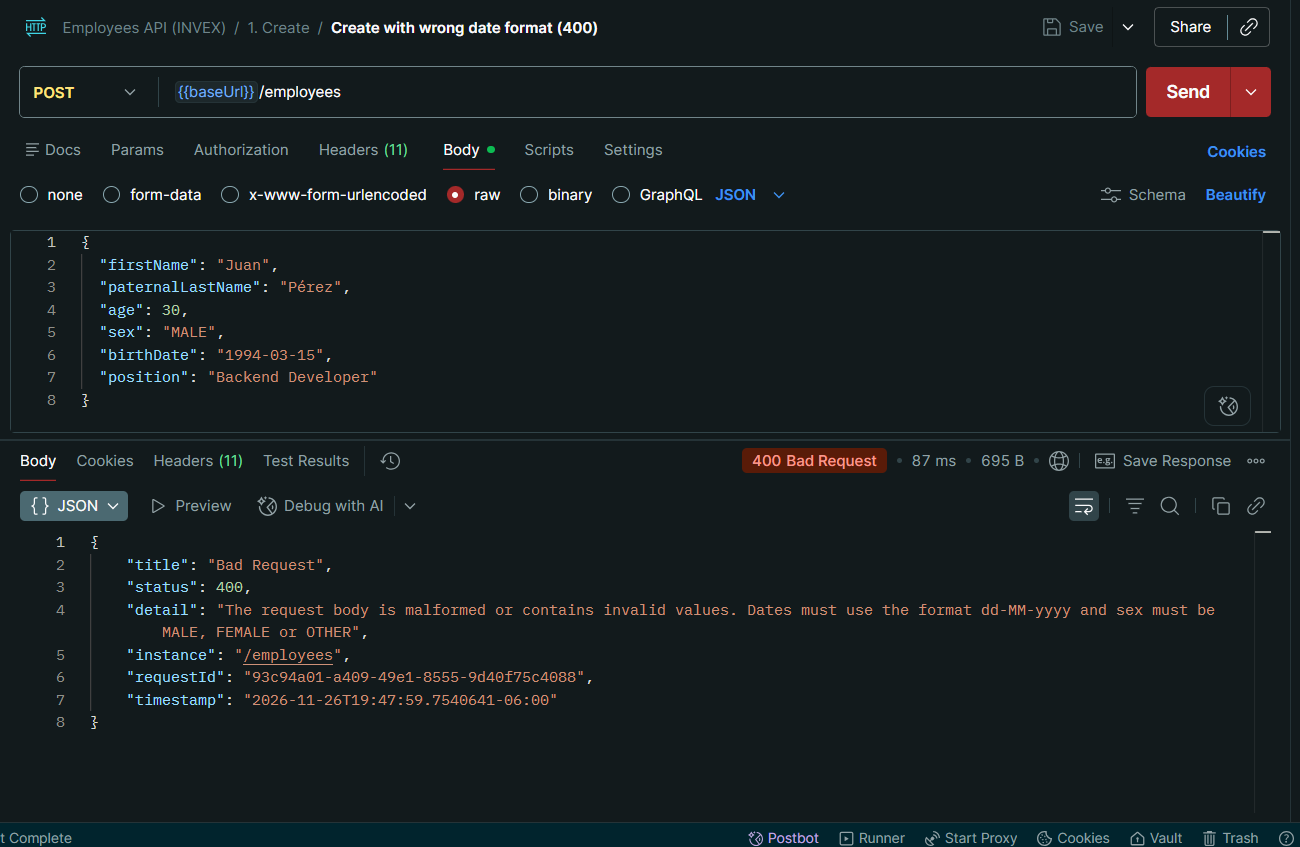 HTTP Employees API (INVEX) / 1. Create / Create with wrong date format (400) Save Share
POST {{baseUrl}}/employees Send
Docs Params Authorization Headers (11) Body Scripts Settings Cookies
none form-data x-www-form-urlencoded raw binary GraphQL JSON Schema Beautify
1 {
2 "firstName": "Juan",
3 "paternalLastName": "Pérez",
4 "age": 30,
5 "sex": "MALE",
6 "birthDate": "1994-03-15",
7 "position": "Backend Developer"
8 }
Body Cookies Headers (11) Test Results 400 Bad Request • 87 ms • 695 B • e.g. Save Response
{} JSON Preview Debug with AI
1 {
2 "title": "Bad Request",
3 "status": 400,
4 "detail": "The request body is malformed or contains invalid values. Dates must use the format dd-MM-yyyy and sex must be
MALE, FEMALE or OTHER",
5 "instance": "/employees",
6 "requestId": "93c94a01-a409-49e1-8555-9d40f75c4088",
7 "timestamp": "2026-11-26T19:47:59.7540641-06:00"
8 }
t Complete Postbot Runner Start Proxy Cookies Vault Trash